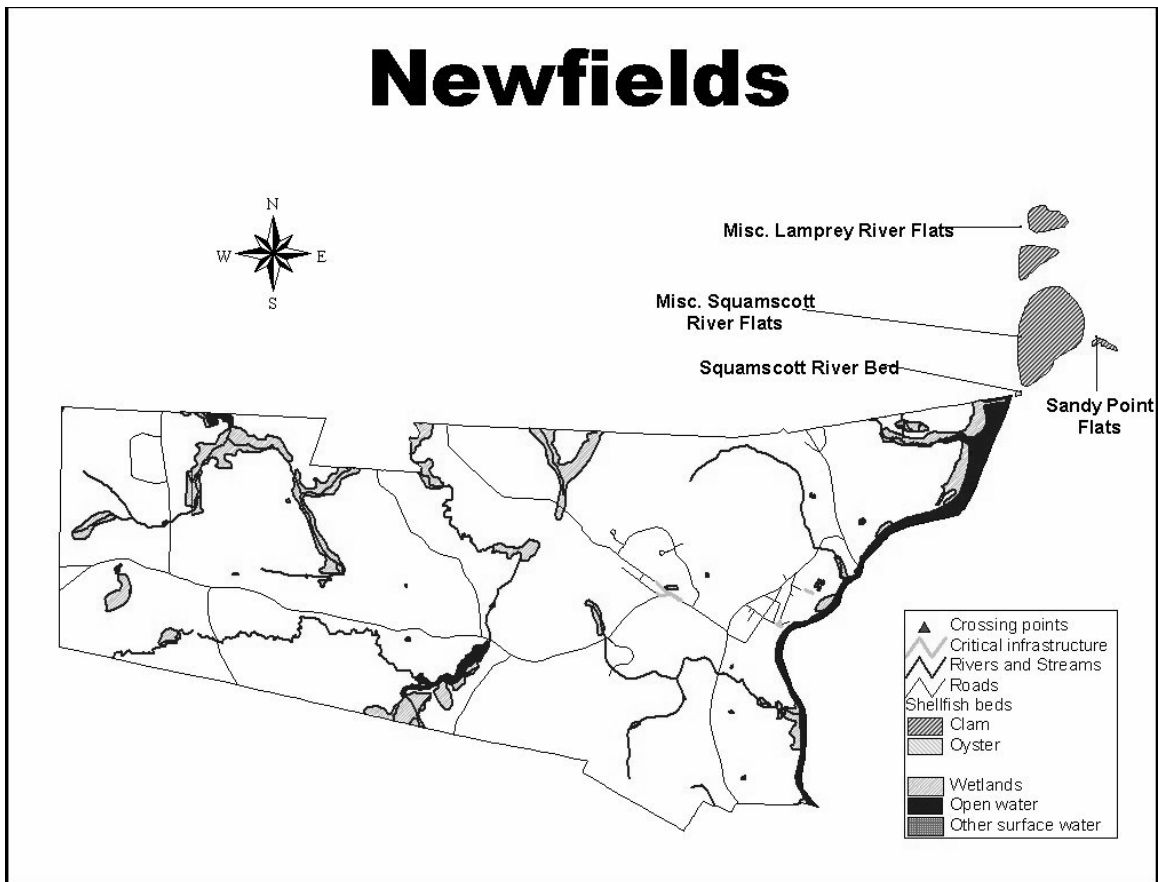 Newfields
N
W
E
S
Misc. Lamprey River Flats
Misc. Squamscott
River Flats
Squamscott River Bed
Sandy Point
Flats
Crossing points
Critical infrastructure
Rivers and Streams
Roads
Shellfish beds
Clam
Oyster
Wetlands
Open water
Other surface water